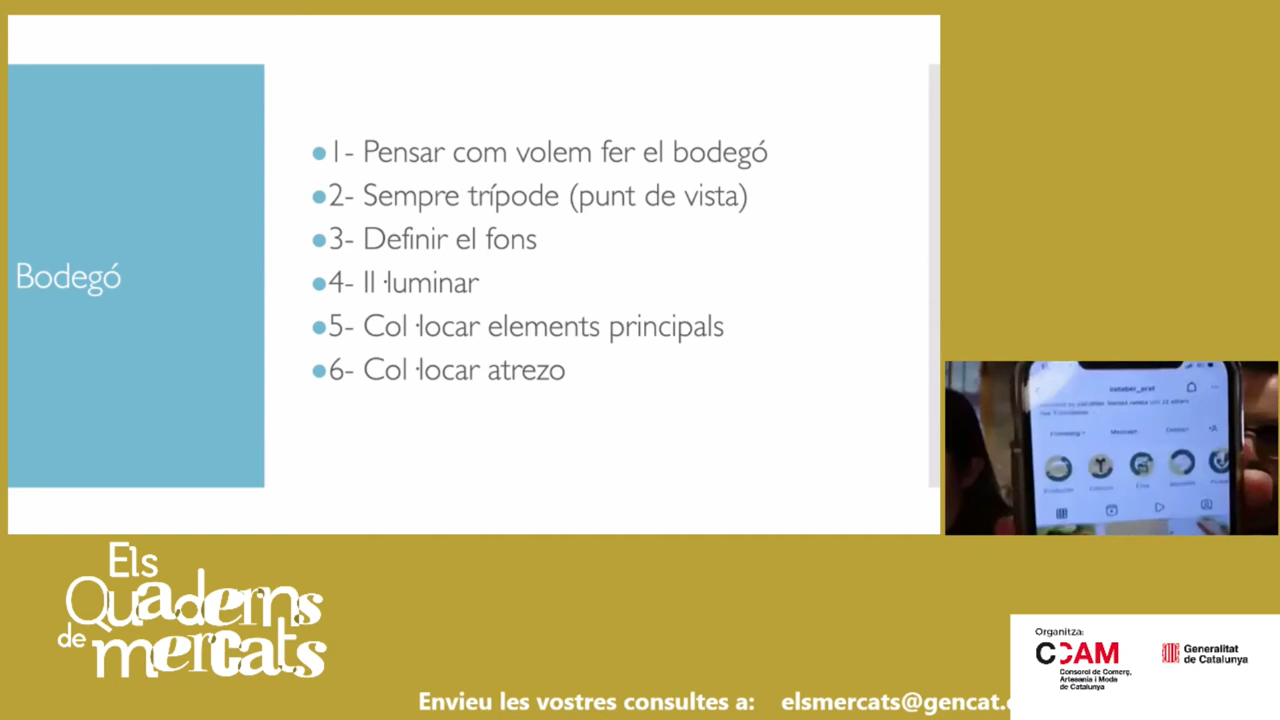 Bodegó
1- Pensar com volem fer el bodegó
2- Sempre trípode (punt de vista)
3- Definir el fons
4- Il·luminar
5- Col·locar elements principals
6- Col·locar atrezo
Els
Quaderns
de mercats
Envieu les vostres consultes a: elsmercats@gencat.
Organitza:
CCAM
Consorci de Comerç,
Artesania i Moda
de Catalunya
Generalitat
de Catalunya